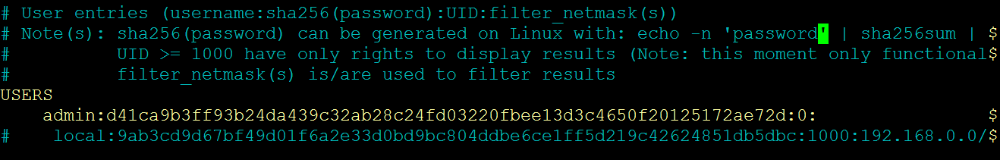 # User entries (username:sha256(password):UID:filter_netmask(s))
# Note(s): sha256(password) can be generated on Linux with: echo -n 'password' | sha256sum | $
#          UID >= 1000 have only rights to display results (Note: this moment only functional$
#          filter_netmask(s) is/are used to filter results
USERS
    admin:d41ca9b3ff93b24da439c32ab28c24fd03220fbee13d3c4650f20125172ae72d:0:               $
#    local:9ab3cd9d67bf49d01f6a2e33d0bd9bc804ddbe6ce1ff5d219c42624851db5dbc:1000:192.168.0.0/$